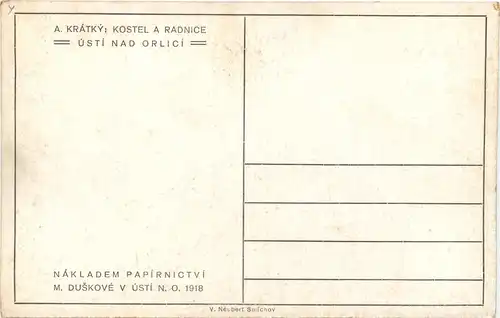 A. KRÁTKÝ: KOSTEL A RADNICE
ÚSTÍ NAD ORLICÍ
NÁKLADEM PAPÍRNICTVÍ
M. DUŠKOVÉ V ÚSTÍ N. O. 1918
V. Neubert Smíchov